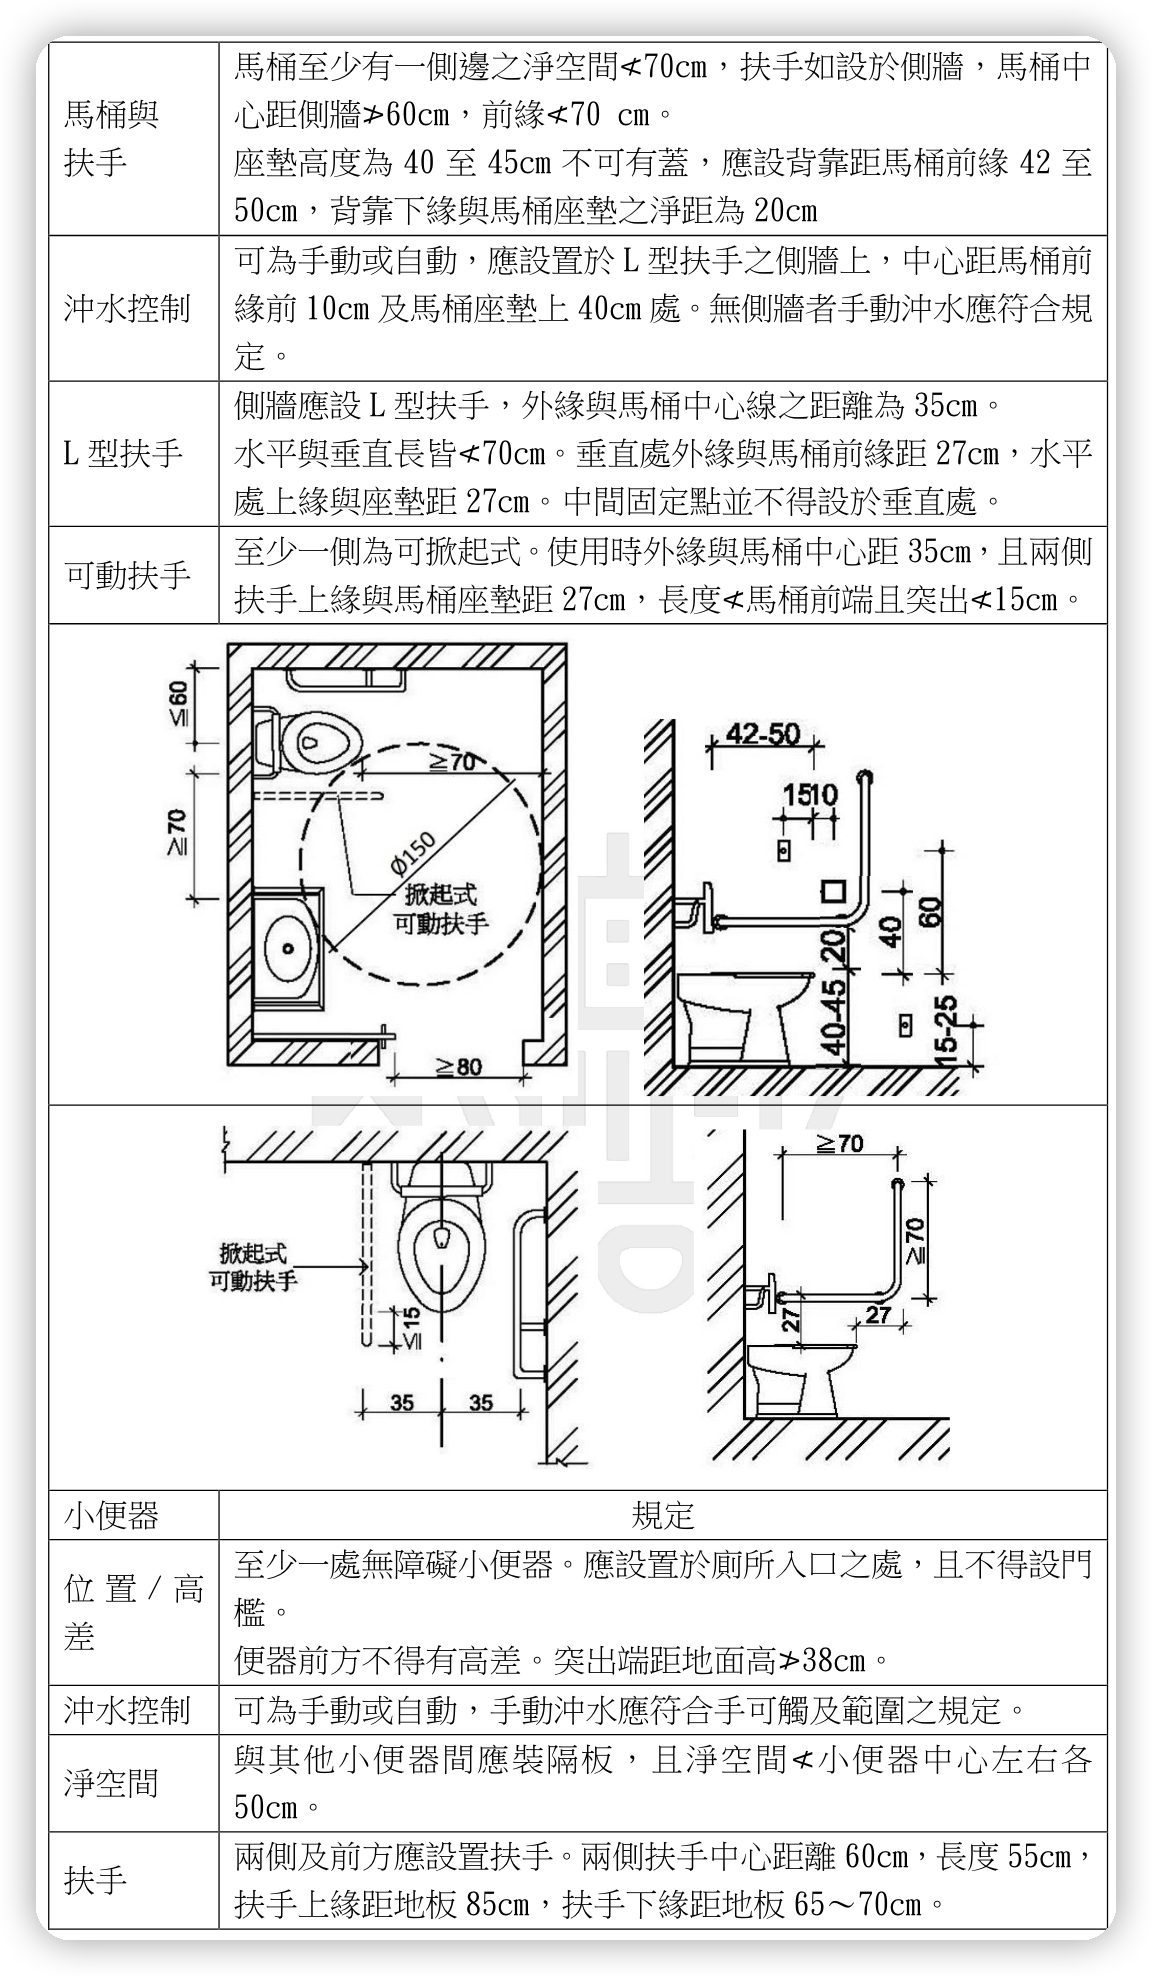 馬桶與
扶手
馬桶至少有一側邊之淨空間≮70cm，扶手如設於側牆，馬桶中
心距側牆≯60cm，前緣≮70 cm。
座墊高度為 40 至 45cm 不可有蓋，應設背靠距馬桶前緣 42 至
50cm，背靠下緣與馬桶座墊之淨距為 20cm
沖水控制
可為手動或自動，應設置於 L 型扶手之側牆上，中心距馬桶前
緣前 10cm 及馬桶座墊上 40cm 處。無側牆者手動沖水應符合規
定。
L 型扶手
側牆應設 L 型扶手，外緣與馬桶中心線之距離為 35cm。
水平與垂直長皆≮70cm。垂直處外緣與馬桶前緣距 27cm，水平
處上緣與座墊距 27cm。中間固定點並不得設於垂直處。
可動扶手
至少一側為可掀起式。使用時外緣與馬桶中心距 35cm，且兩側
扶手上緣與馬桶座墊距 27cm，長度≮馬桶前端且突出≮15cm。
≦60
≧70
≧70
Ø150
掀起式
可動扶手
≧80
42-50
15
10
20
40
60
40-45
15-25
掀起式
可動扶手
≦15
35
35
≧70
≧70
27
27
小便器
規定
位置/高
差
至少一處無障礙小便器。應設置於廁所入口之處，且不得設門
檻。
便器前方不得有高差。突出端距地面高≯38cm。
沖水控制
可為手動或自動，手動沖水應符合手可觸及範圍之規定。
淨空間
與其他小便器間應裝隔板，且淨空間≮小便器中心左右各
50cm。
扶手
兩側及前方應設置扶手。兩側扶手中心距離 60cm，長度 55cm，
扶手上緣距地板 85cm，扶手下緣距地板 65～70cm。